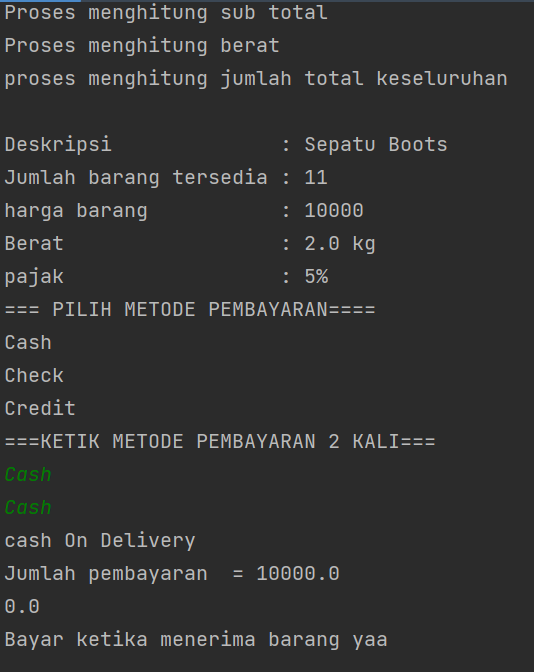 Proses menghitung sub total
Proses menghitung berat
proses menghitung jumlah total keseluruhan
Deskripsi              : Sepatu Boots
Jumlah barang tersedia : 11
harga barang           : 10000
Berat                  : 2.0 kg
pajak                  : 5%
=== PILIH METODE PEMBAYARAN====
Cash
Check
Credit
===KETIK METODE PEMBAYARAN 2 KALI===
Cash
Cash
cash On Delivery
Jumlah pembayaran  = 10000.0
0.0
Bayar ketika menerima barang yaa